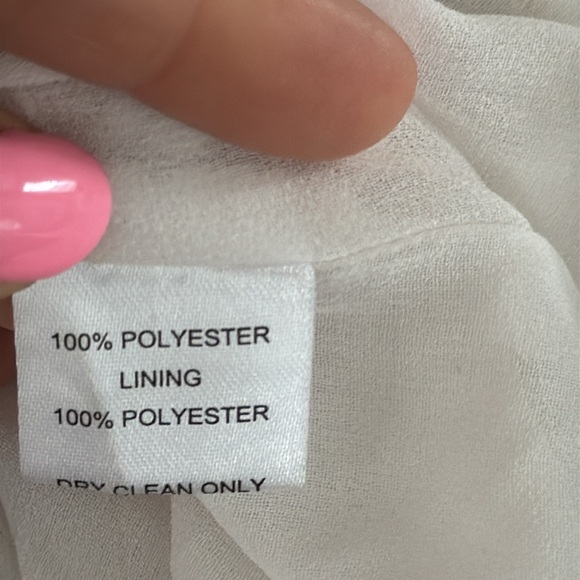 100% POLYESTER
LINING
100% POLYESTER
DRY CLEAN ONLY